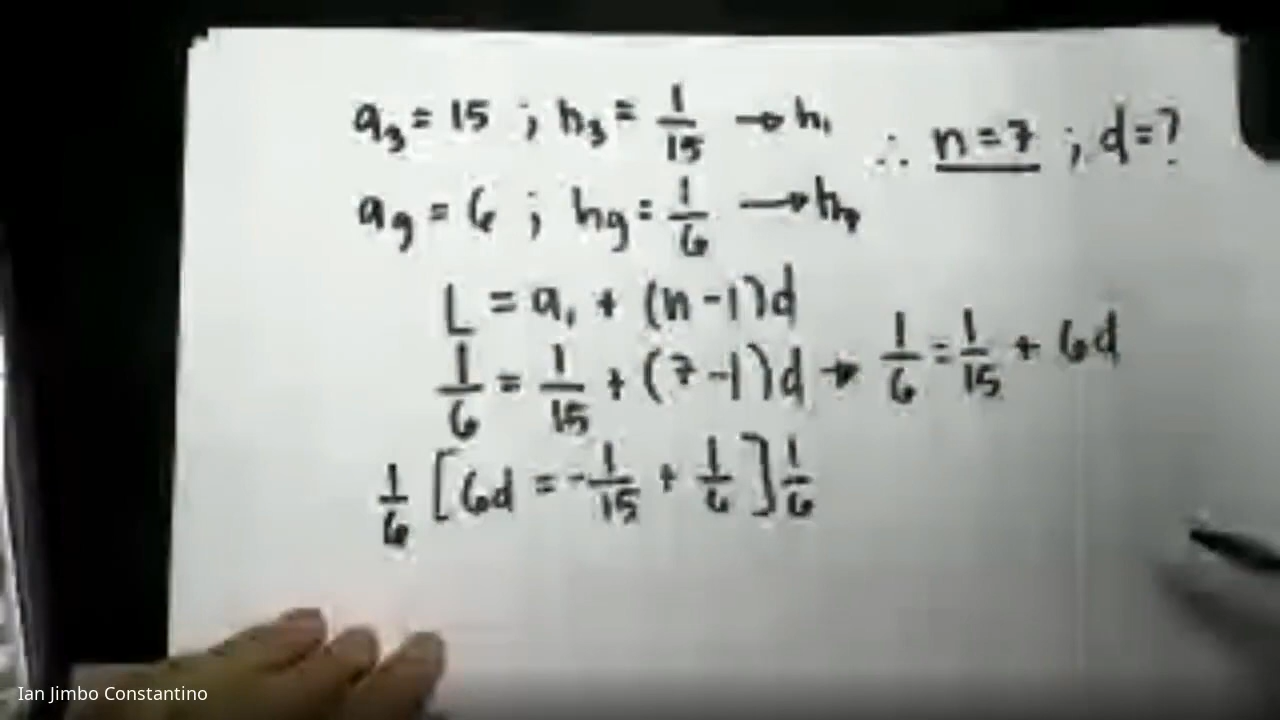 a₃ = 15 ; h₃ = 1/15 → h₁ ∴ n = 7 ; d = ?
a₉ = 6 ; h₉ = 1/6 → h₇
L = a₁ + (n - 1)d
1/6 = 1/15 + (7 - 1)d → 1/6 = 1/15 + 6d
1/6 [6d = -1/15 + 1/6] 1/6
Ian Jimbo Constantino